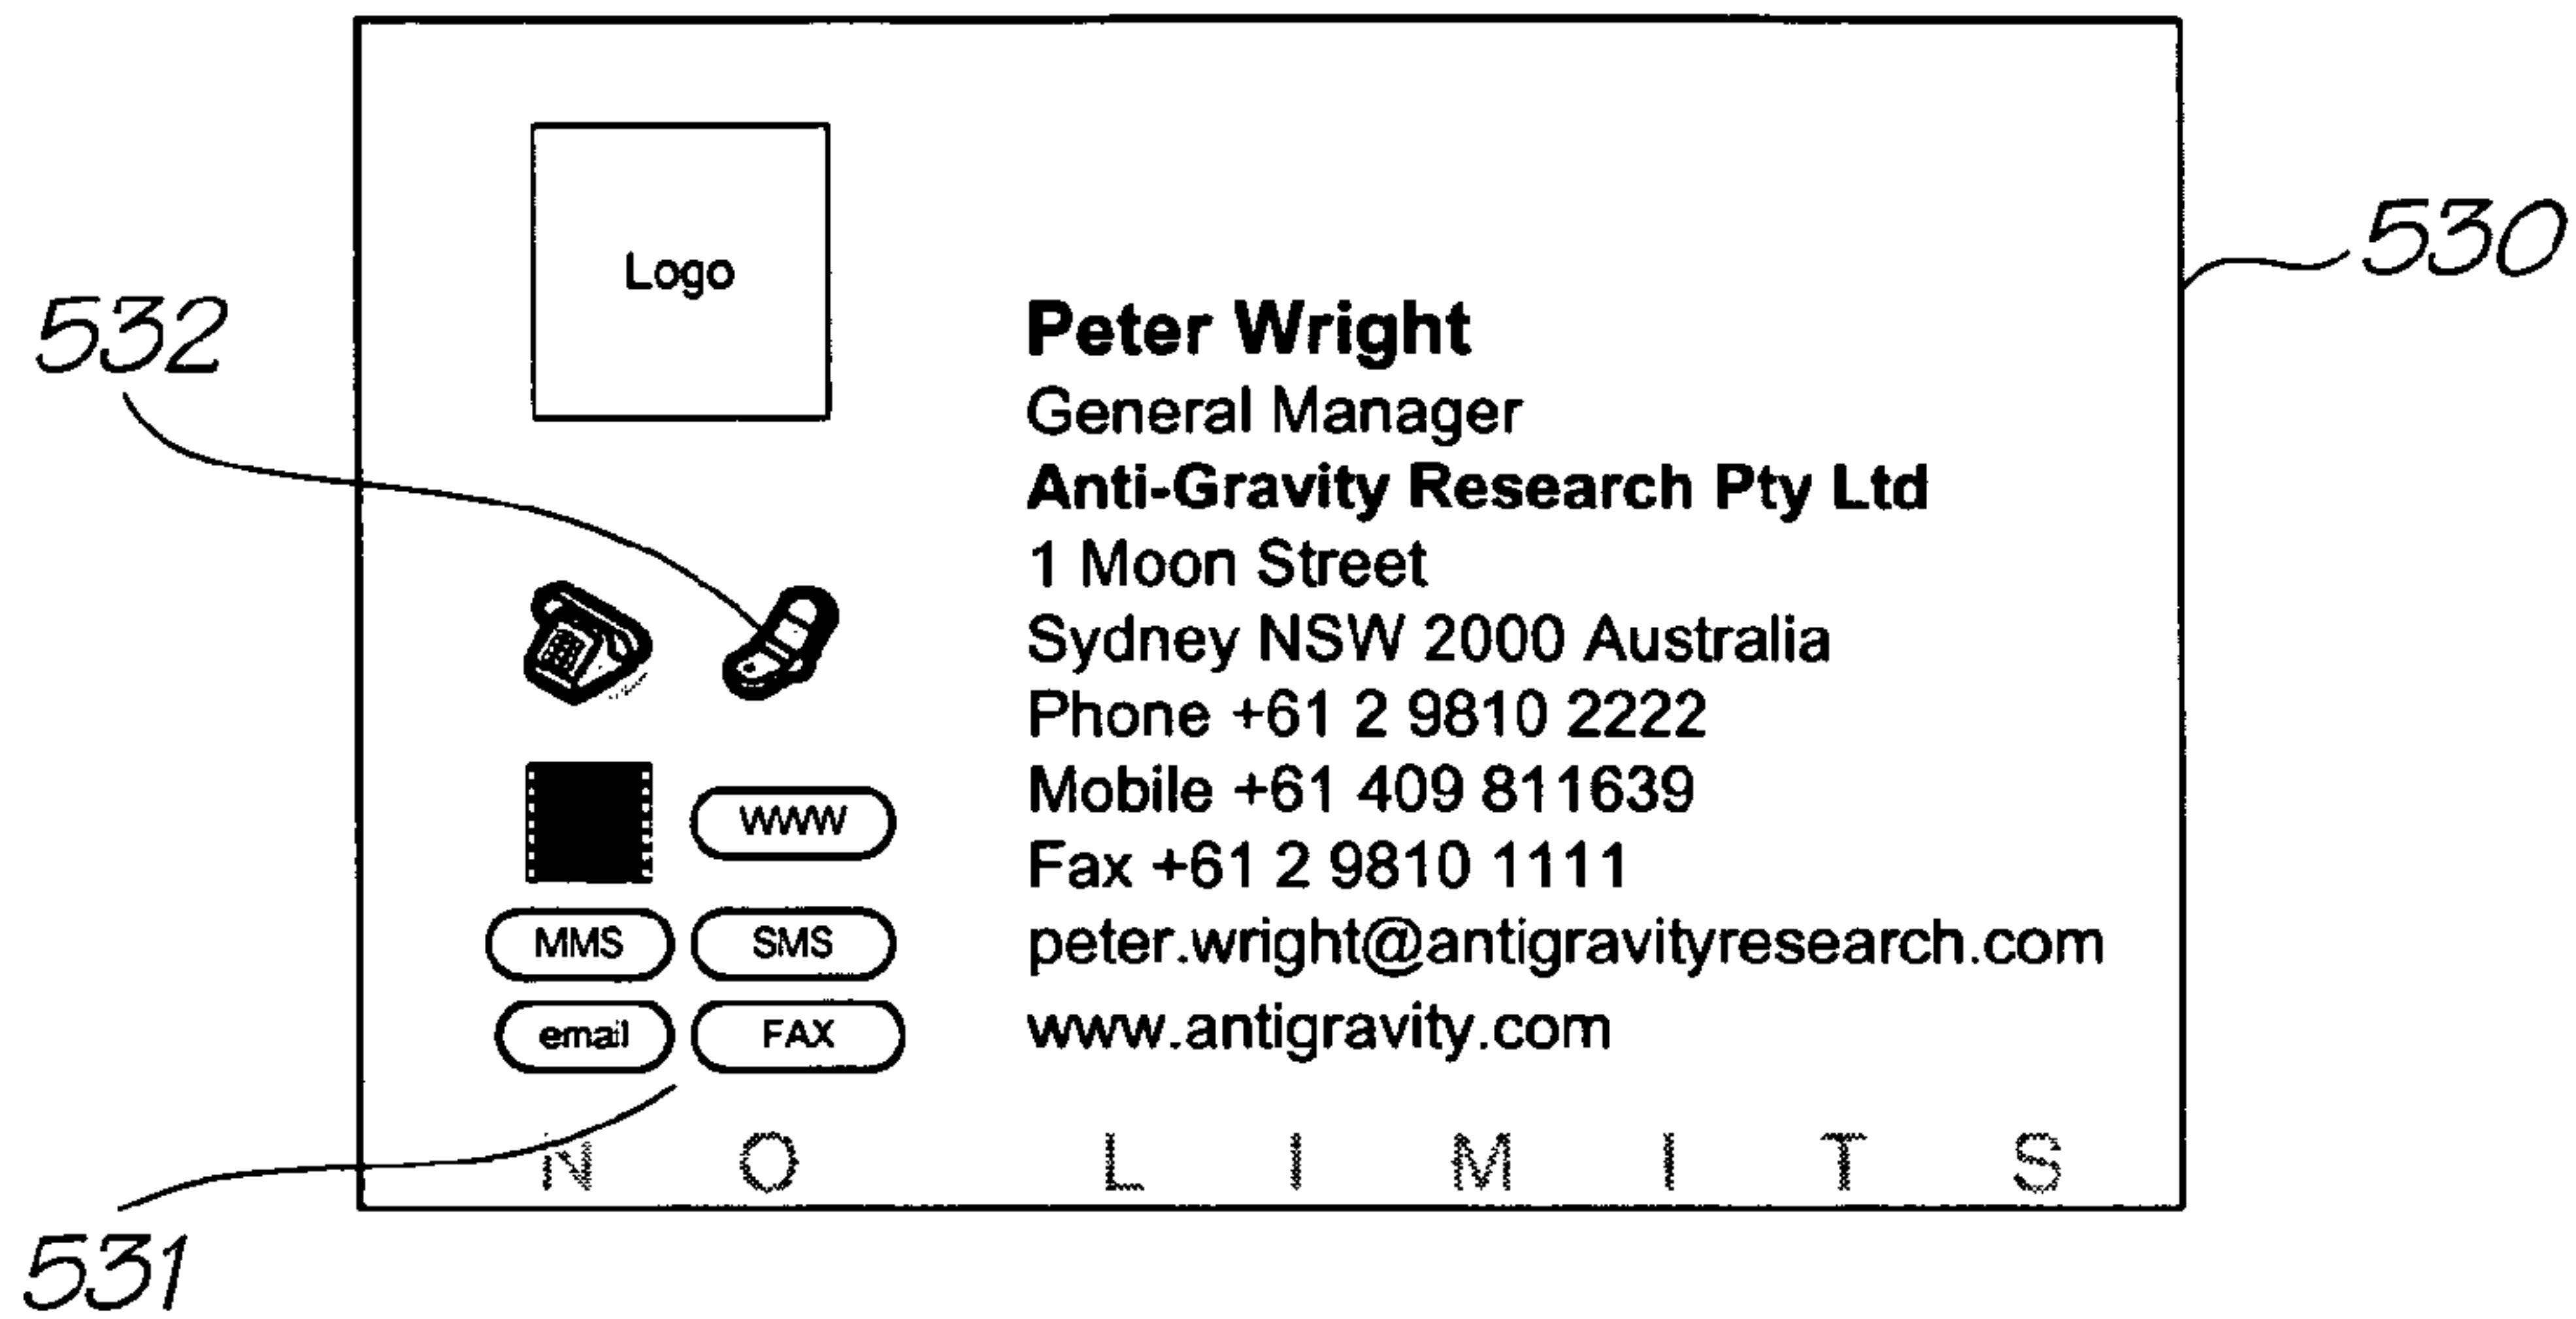 530
532
Logo
Peter Wright
General Manager
Anti-Gravity Research Pty Ltd
1 Moon Street
Sydney NSW 2000 Australia
Phone +61 2 9810 2222
Mobile +61 409 811639
Fax +61 2 9810 1111
peter.wright@antigravityresearch.com
www.antigravity.com
WWW
MMS SMS
email FAX
NO LIMITS
531